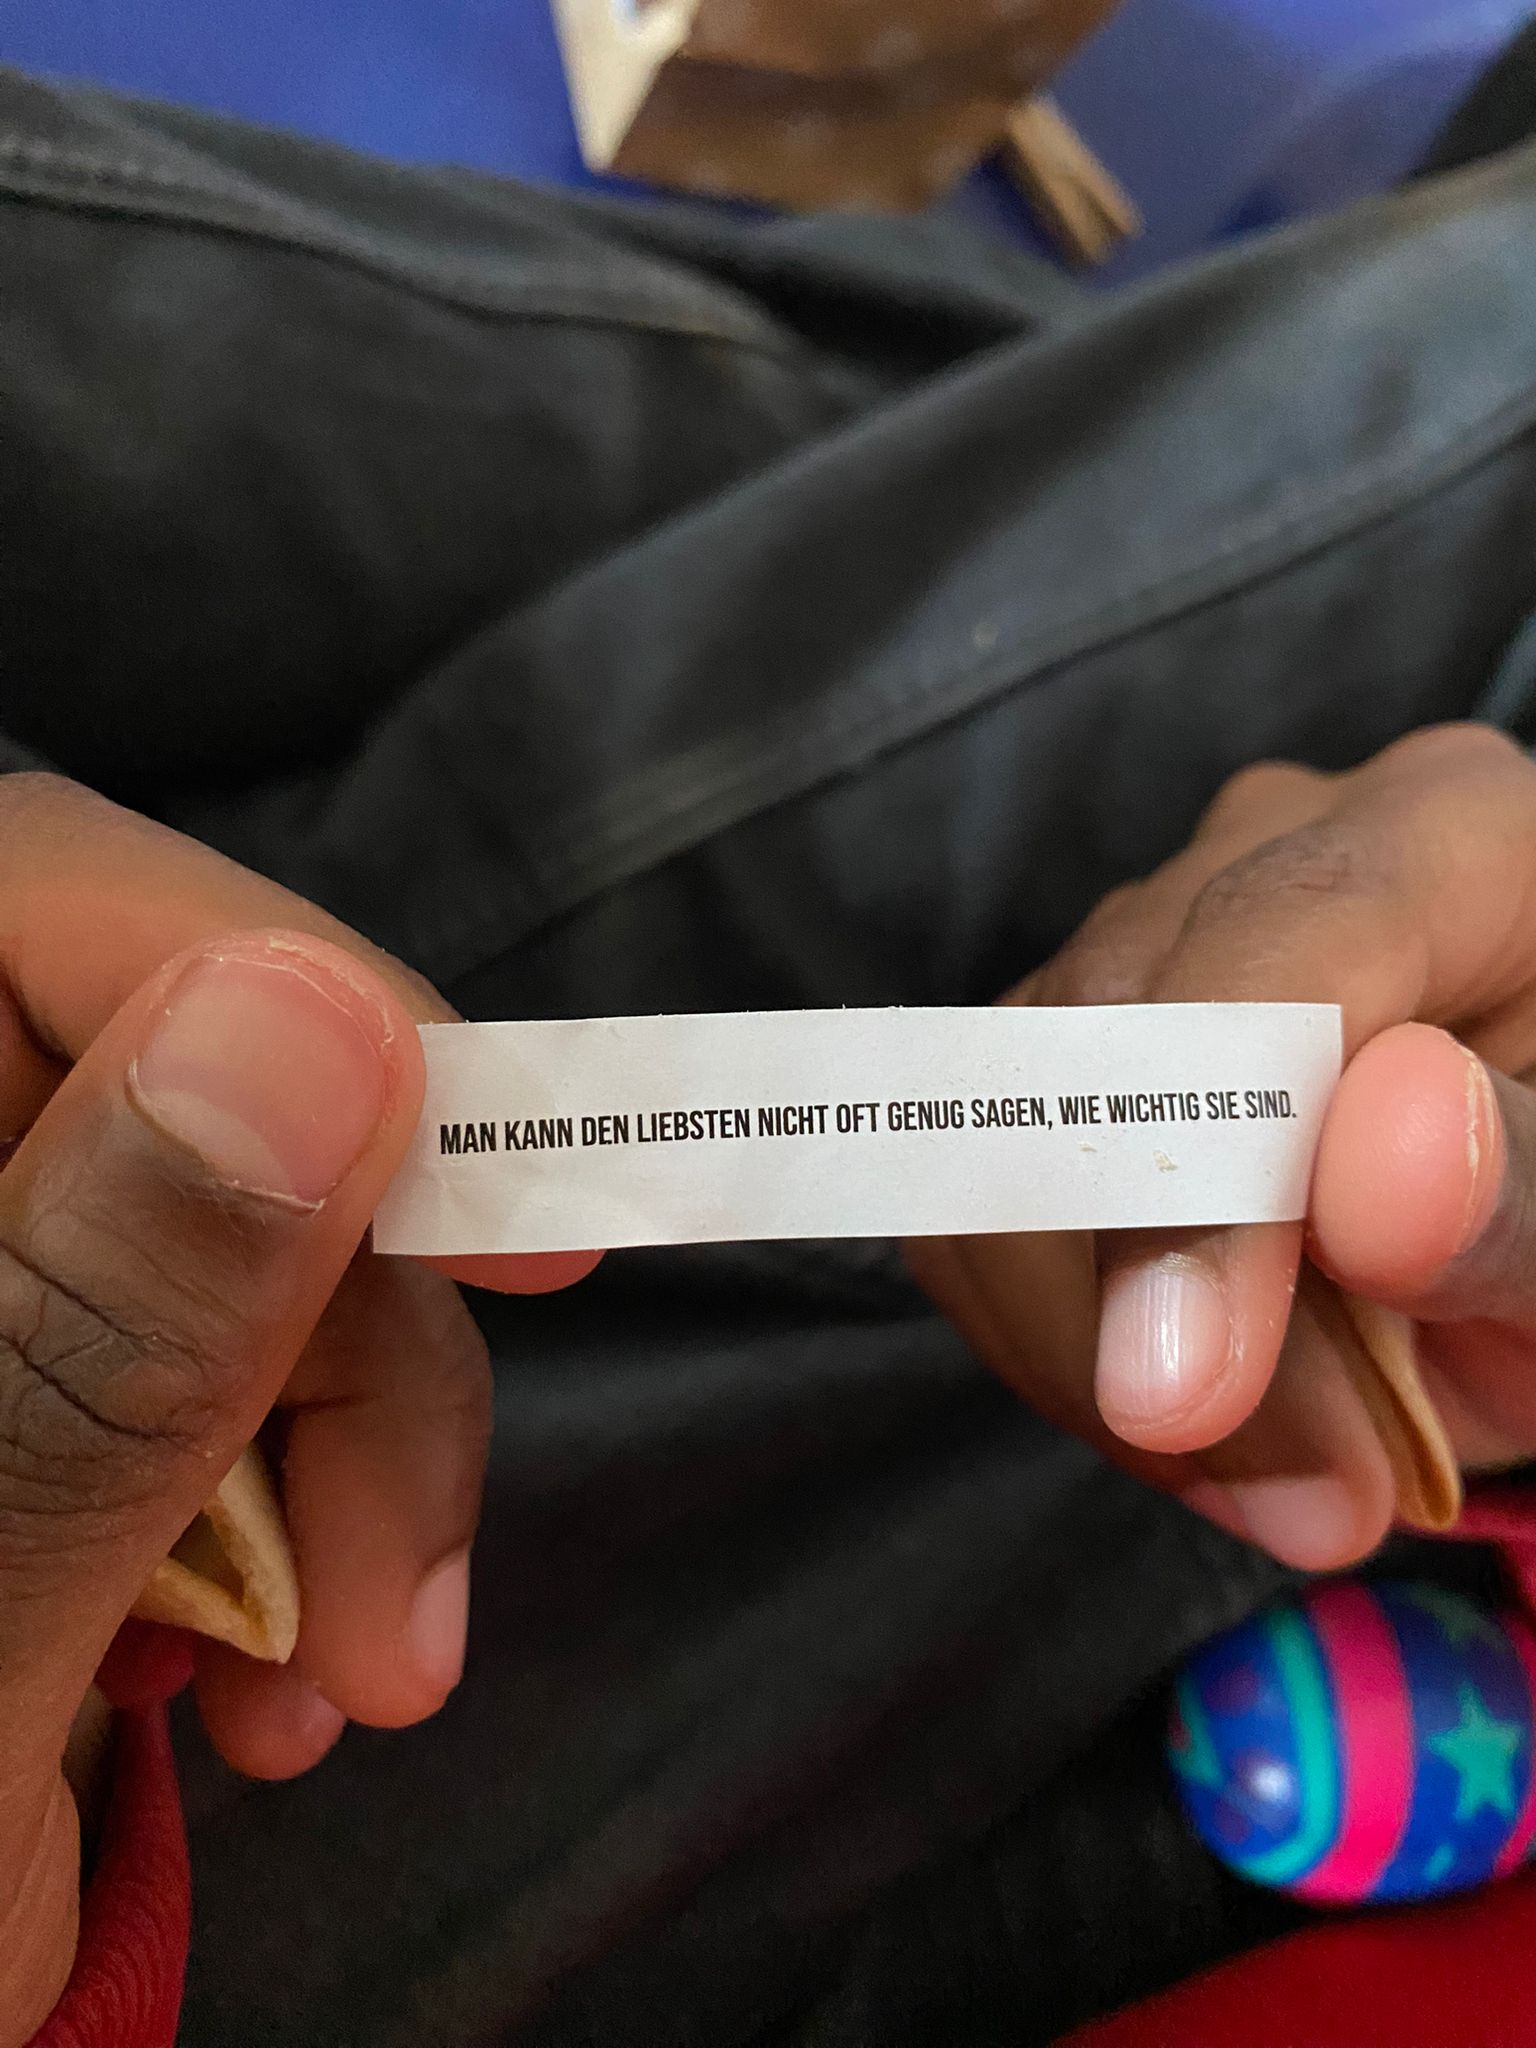 MAN KANN DEN LIEBSTEN NICHT OFT GENUG SAGEN, WIE WICHTIG SIE SIND.